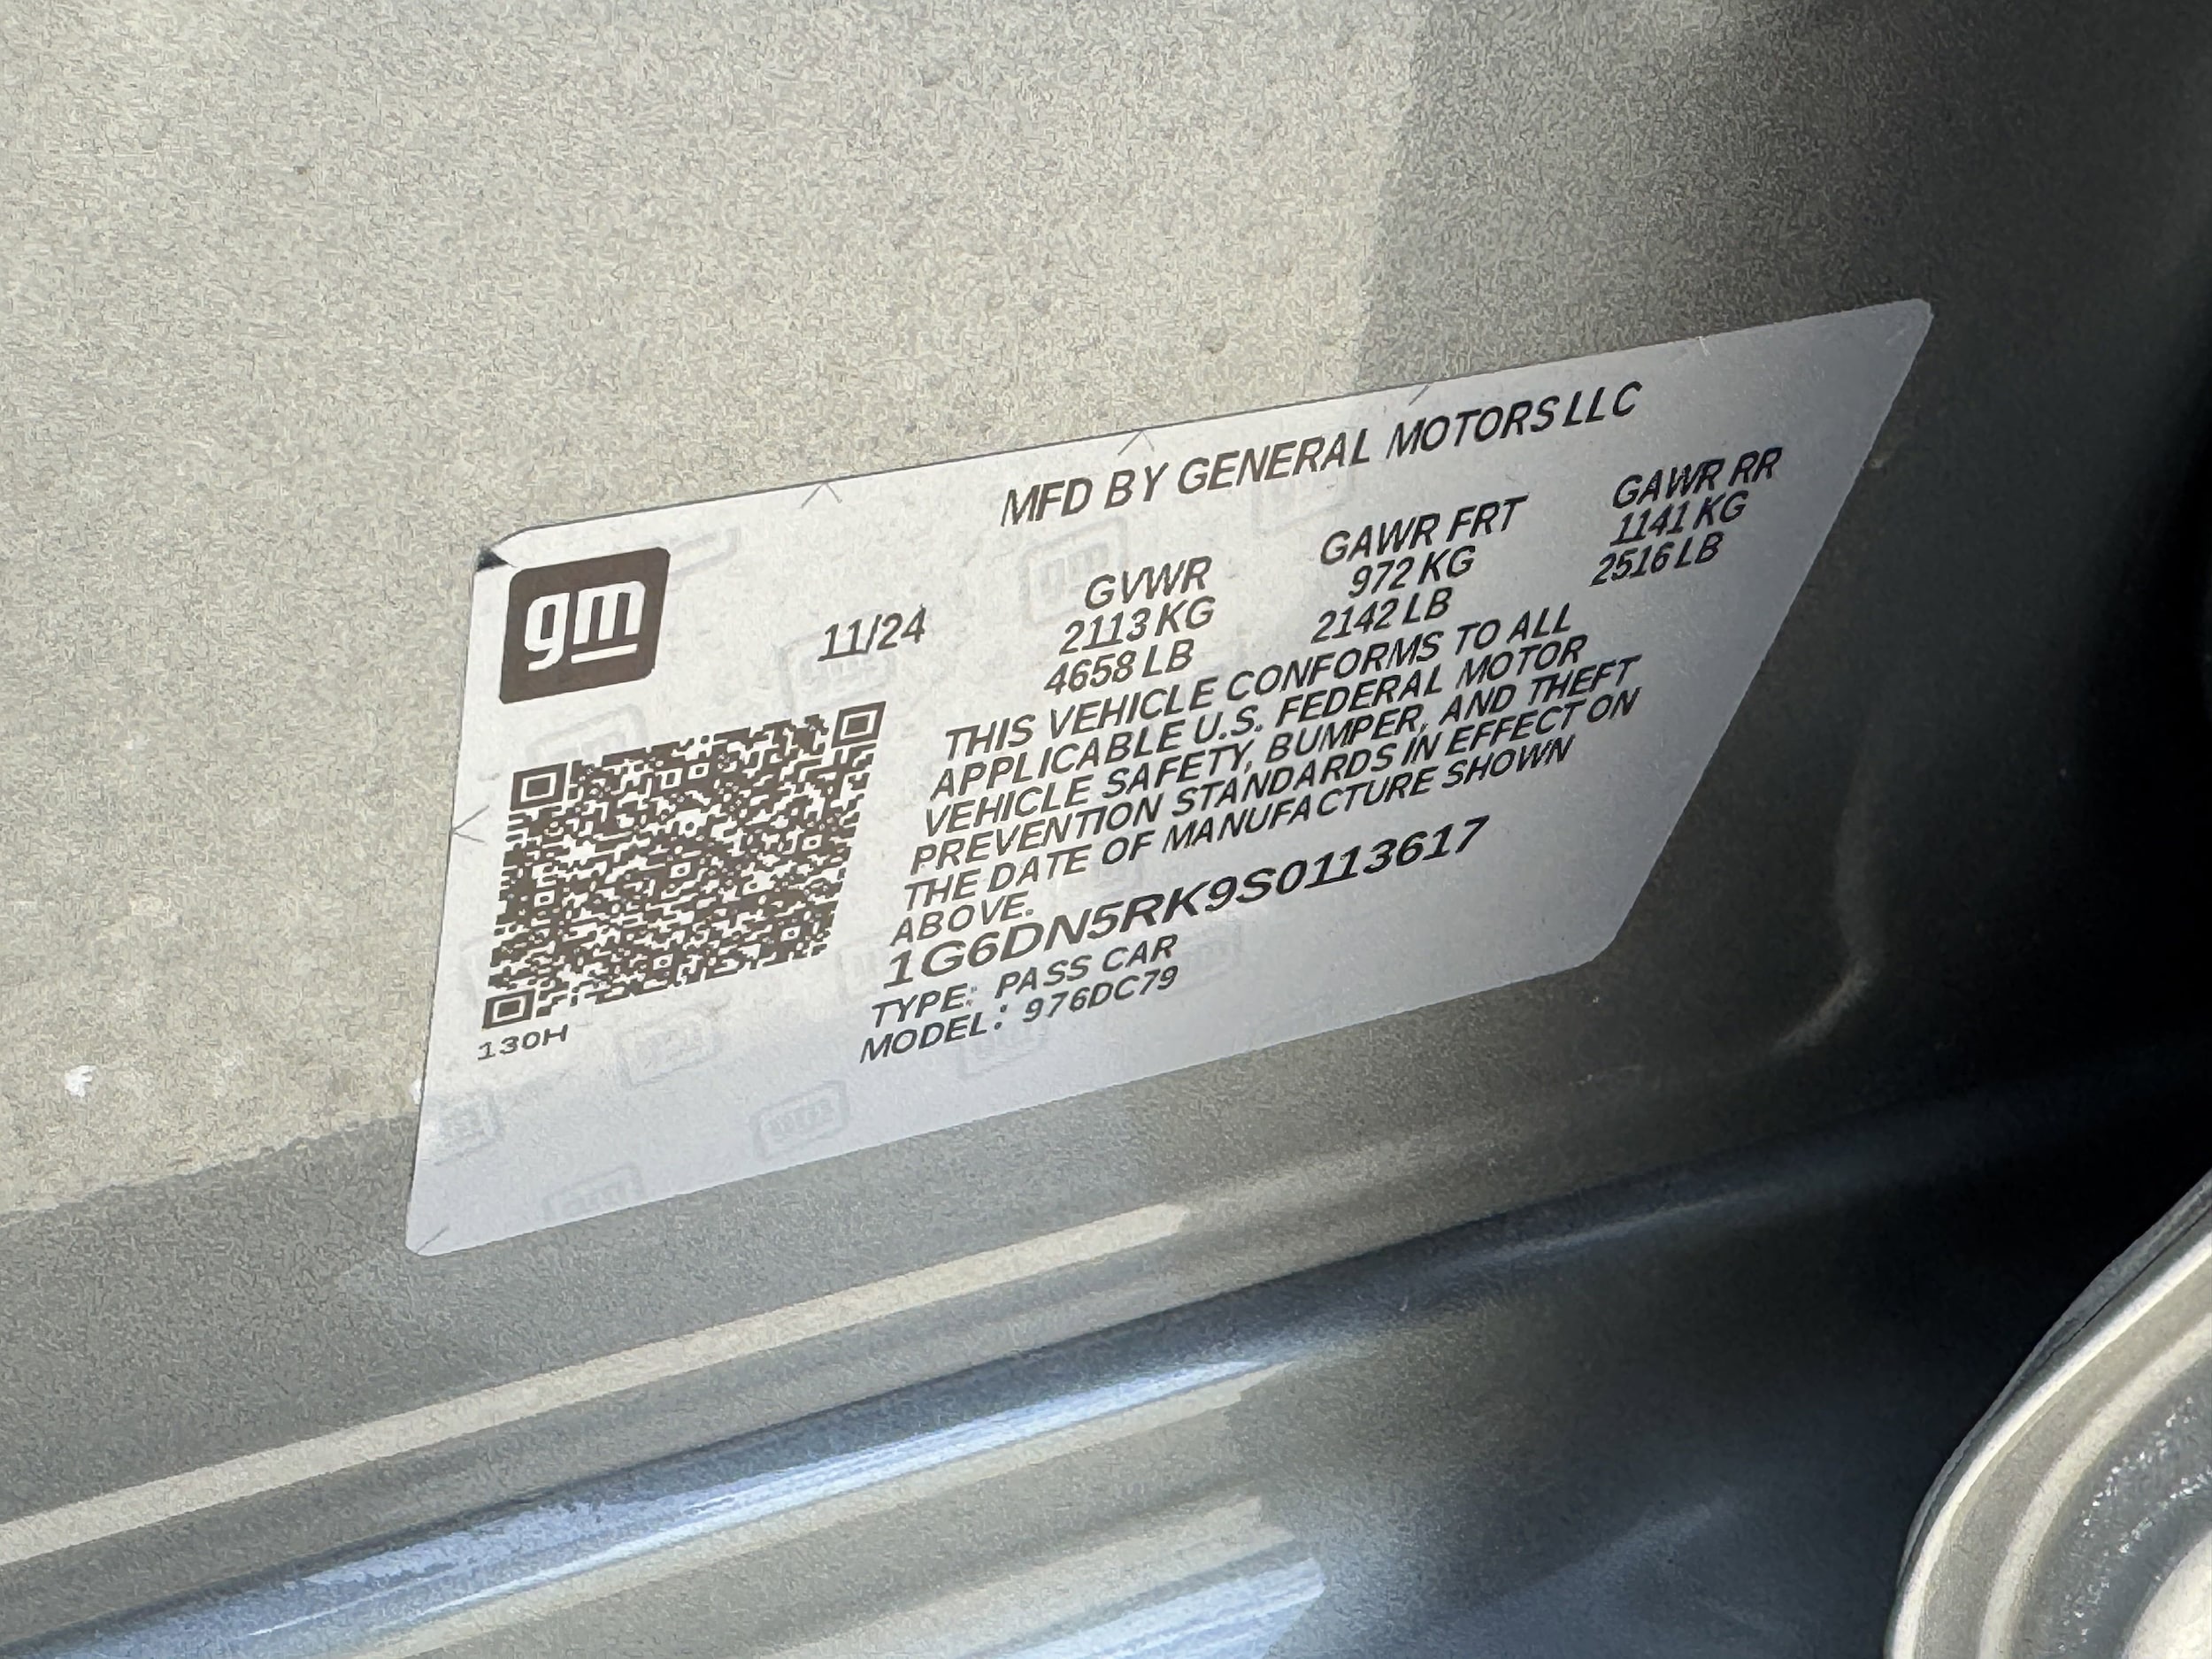 MFD BY GENERAL MOTORS LLC
gm
11/24
GVWR
2113 KG
4658 LB
GAWR FRT
972 KG
2142 LB
GAWR RR
1141 KG
2516 LB
THIS VEHICLE CONFORMS TO ALL
APPLICABLE U.S. FEDERAL MOTOR
VEHICLE SAFETY, BUMPER, AND THEFT
PREVENTION STANDARDS IN EFFECT ON
THE DATE OF MANUFACTURE SHOWN
ABOVE.
1G6DN5RK9S0113617
TYPE: PASS CAR
MODEL: 976DC79
130H